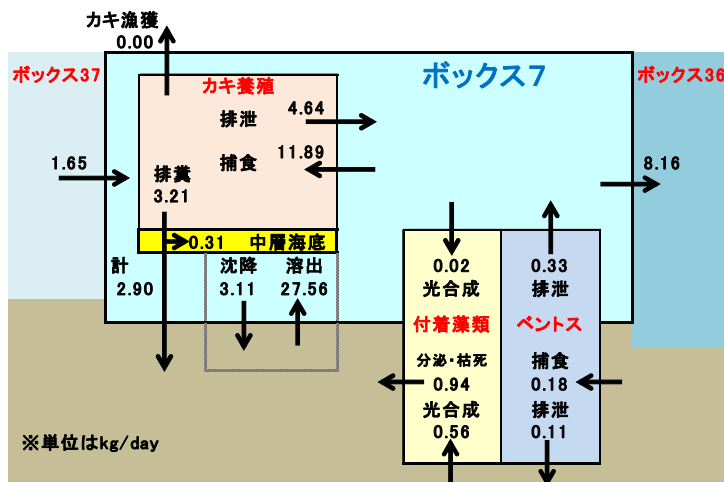 カキ漁獲
0.00
ボックス37
ボックス7
ボックス36
カキ養殖
4.64
排泄
11.89
捕食
1.65
8.16
排糞
3.21
0.31 中層海底
計
2.90
沈降
3.11
溶出
27.56
0.02
光合成
0.33
排泄
付着藻類
ベントス
分泌・枯死
0.94
捕食
0.18
光合成
0.56
排泄
0.11
※単位はkg/day